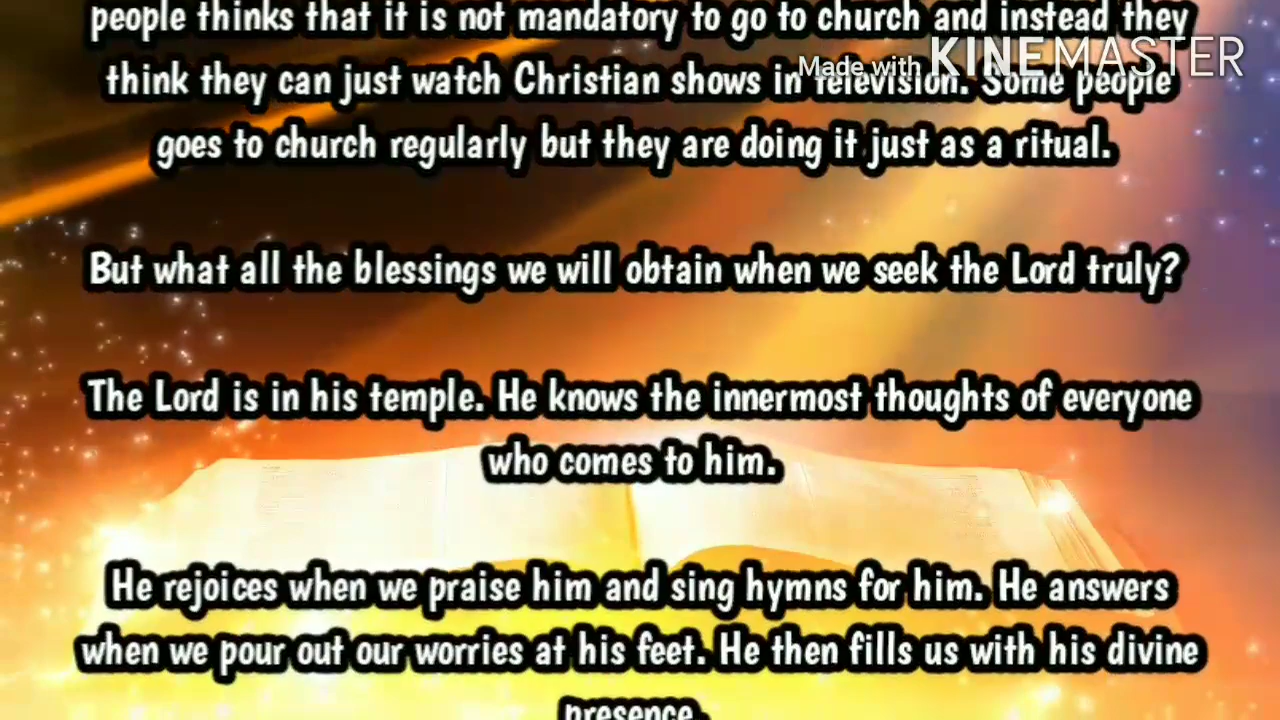 people thinks that it is not mandatory to go to church and instead they
Made with KINEMASTER
think they can just watch Christian shows in television. Some people
goes to church regularly but they are doing it just as a ritual.
But what all the blessings we will obtain when we seek the Lord truly?
The Lord is in his temple. He knows the innermost thoughts of everyone
who comes to him.
He rejoices when we praise him and sing hymns for him. He answers
when we pour out our worries at his feet. He then fills us with his divine
presence.